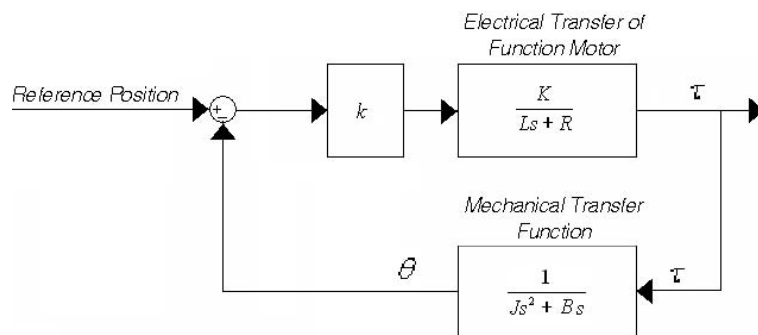 Electrical Transfer of
Function Motor
Reference Position
+
−
k
K
Ls + R
τ
Mechanical Transfer
Function
θ
1
Js² + Bs
τ